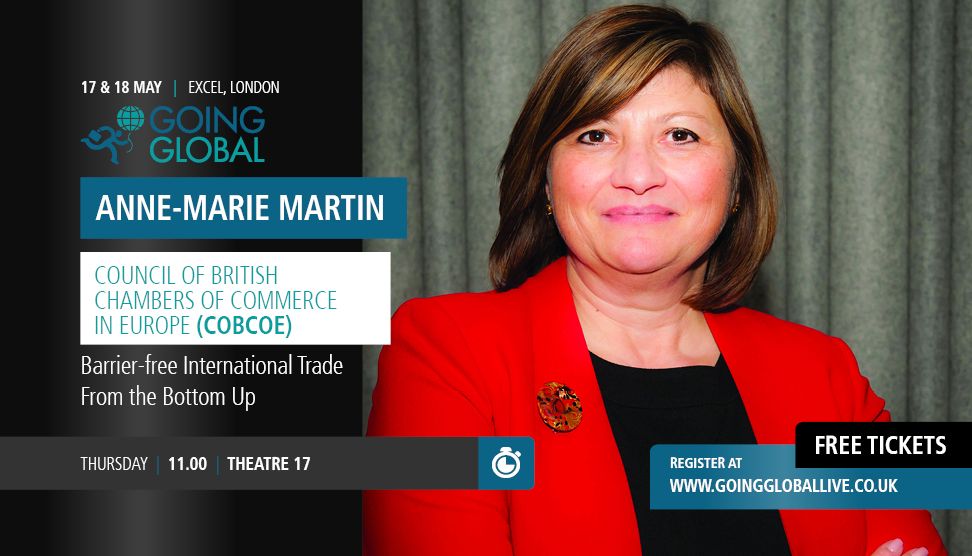 17 & 18 MAY | EXCEL, LONDON
GOING
GLOBAL
ANNE-MARIE MARTIN
COUNCIL OF BRITISH
CHAMBERS OF COMMERCE
IN EUROPE (COBCOE)
Barrier-free International Trade
From the Bottom Up
THURSDAY | 11.00 | THEATRE 17
FREE TICKETS
REGISTER AT
WWW.GOINGGLOBALLIVE.CO.UK